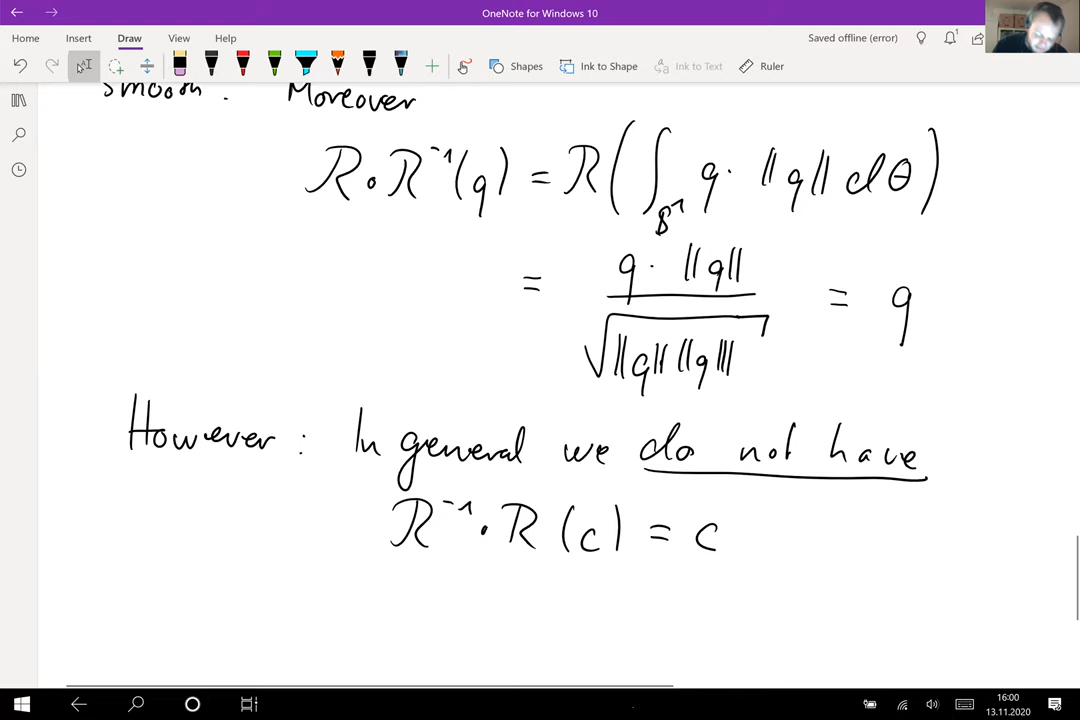 OneNote for Windows 10
Home Insert Draw View Help
Saved offline (error)
Shapes Ink to Shape Ink to Text Ruler
smooth. Moreover
R∘R⁻¹(q) = R(∫_{S¹} q · ||q|| dθ)
= q · ||q|| / √(||q|| ||q||) = q
However: In general we do not have
R⁻¹∘R(c) = c
16:00
13.11.2020